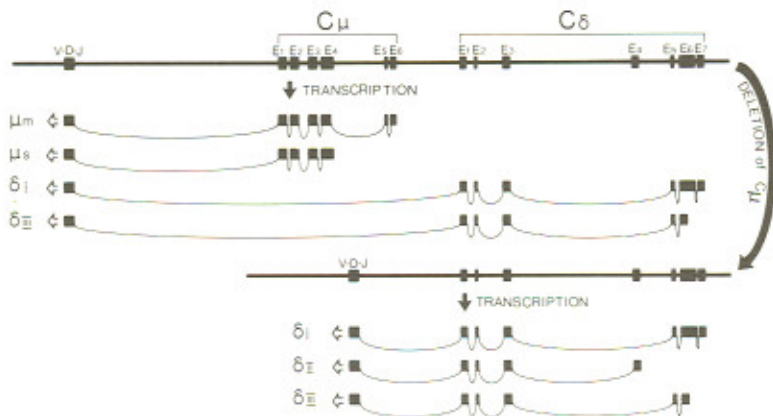 Cμ Cδ
V-D-J E₁ E₂ E₃ E₄ E₅ E₆ E₁ E₂ E₃ E₄ E₅ E₆ E₇
TRANSCRIPTION
DELETION of Cμ
μm ¢
μs ¢
δI ¢
δIII ¢
V-D-J
TRANSCRIPTION
δI ¢
δII ¢
δIII ¢